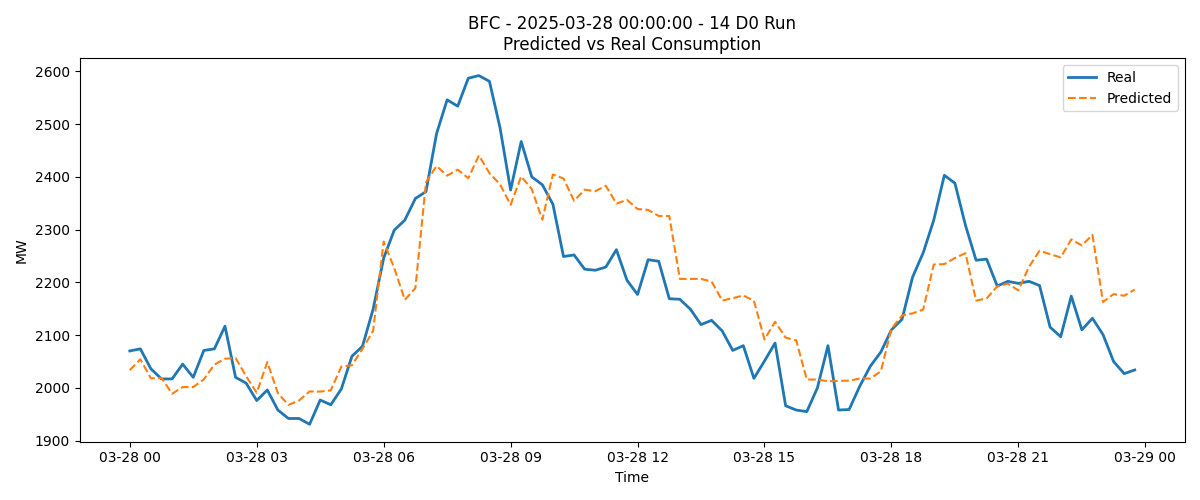 BFC - 2025-03-28 00:00:00 - 14 D0 Run
Predicted vs Real Consumption
Real
Predicted
MW
2600
2500
2400
2300
2200
2100
2000
1900
03-28 00
03-28 03
03-28 06
03-28 09
03-28 12
03-28 15
03-28 18
03-28 21
03-29 00
Time